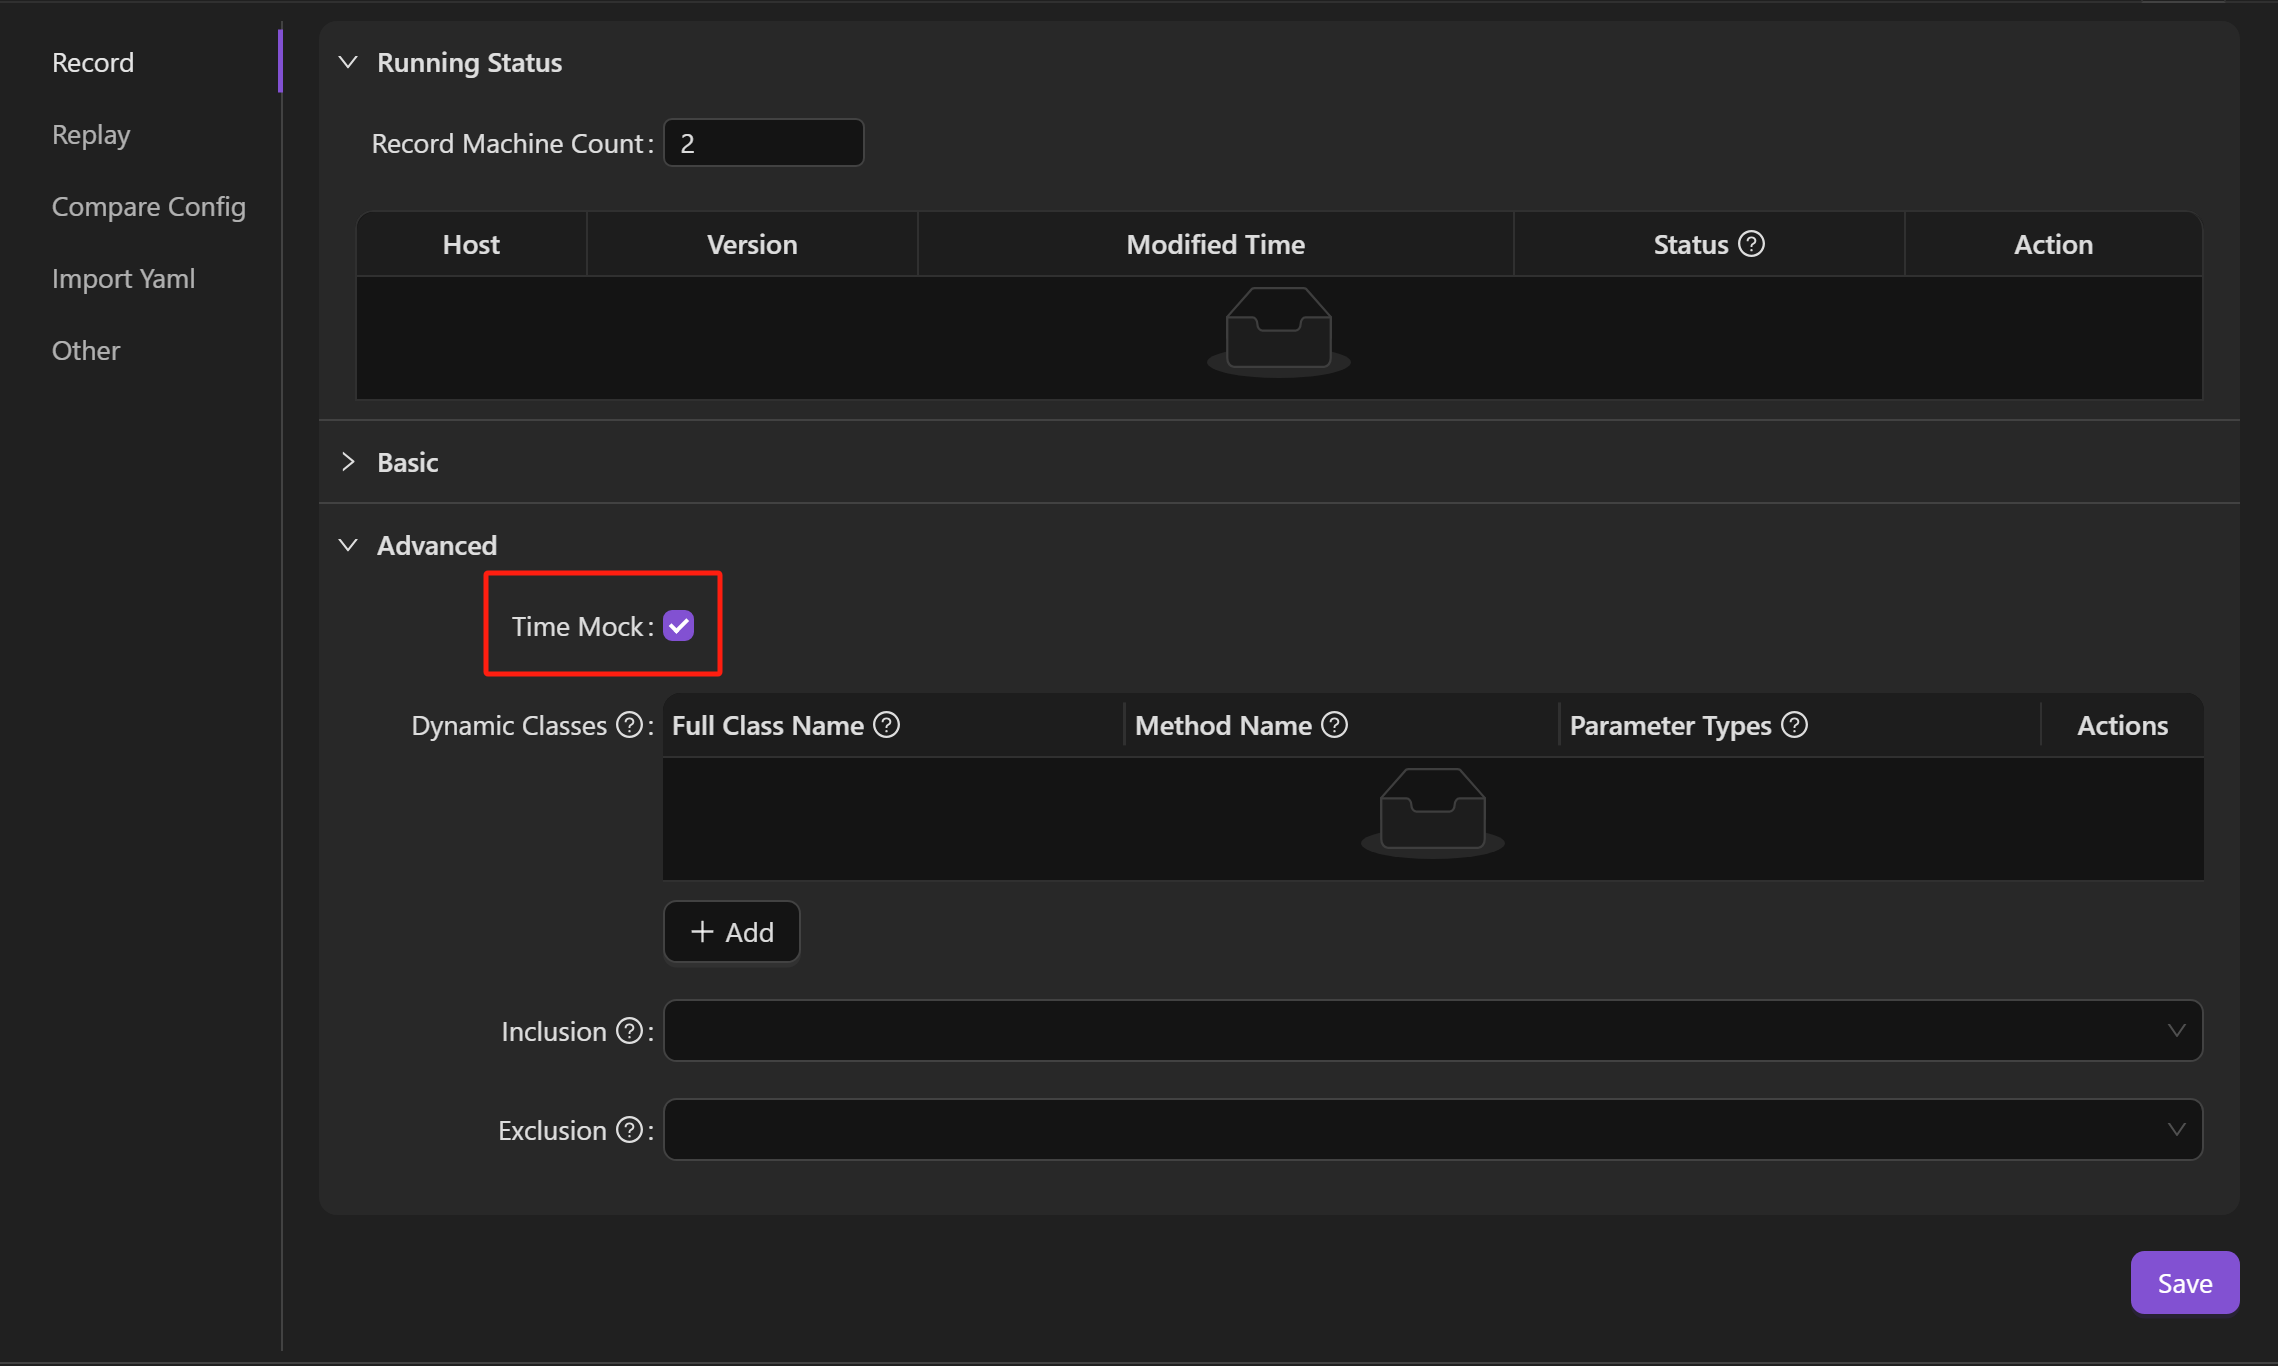 Record
Replay
Compare Config
Import Yaml
Other
Running Status
Record Machine Count: 2
Host Version Modified Time Status Action
Basic
Advanced
Time Mock:
Dynamic Classes : Full Class Name Method Name Parameter Types Actions
+ Add
Inclusion :
Exclusion :
Save